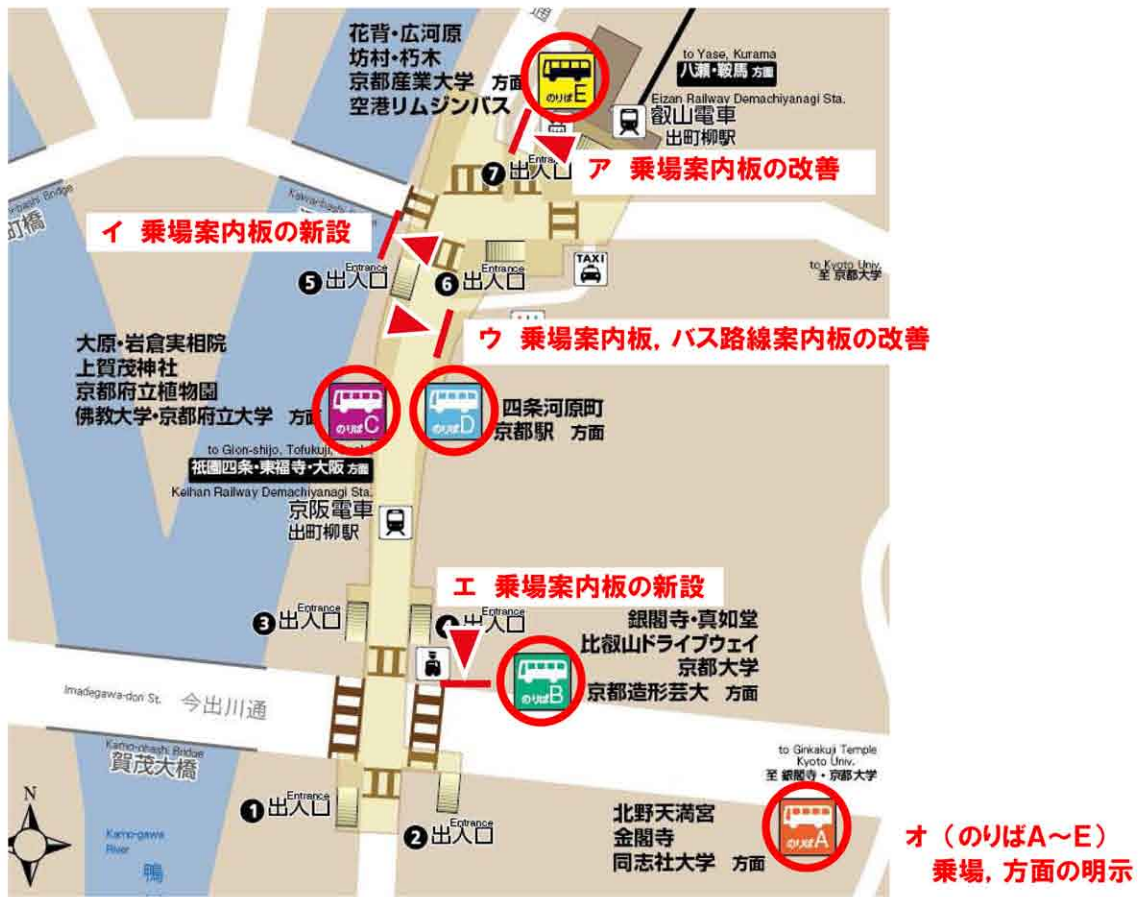 通
花背・広河原
坊村・朽木
京都産業大学 方面
空港リムジンバス
のりばE
to Yase, Kurama
八瀬・鞍馬 方面
Eizan Railway Demachiyanagi Sta.
叡山電車
出町柳駅
Entrance
❼出入口
ア 乗場案内板の改善
町橋
イ 乗場案内板の新設
Entrance
❺出入口
Entrance
❻出入口
TAXI
to Kyoto Univ.
至 京都大学
ウ 乗場案内板，バス路線案内板の改善
大原・岩倉実相院
上賀茂神社
京都府立植物園
佛教大学・京都府立大学 方面
のりばC
のりばD
四条河原町
京都駅 方面
to Gion-shijo, Tofukuji,
祇園四条・東福寺・大阪 方面
Keihan Railway Demachiyanagi Sta.
京阪電車
出町柳駅
エ 乗場案内板の新設
Entrance
❸出入口
Entrance
出入口
銀閣寺・真如堂
比叡山ドライブウェイ
京都大学
京都造形芸大 方面
のりばB
Imadegawa-dori St. 今出川通
Kamo-ohashi Bridge
賀茂大橋
to Ginkakuji Temple
Kyoto Univ.
至 銀閣寺・京都大学
Entrance
❶出入口
Entrance
❷出入口
北野天満宮
金閣寺
同志社大学 方面
のりばA
オ（のりばA～E）
乗場，方面の明示
N
Kamo-gawa
River
鴨